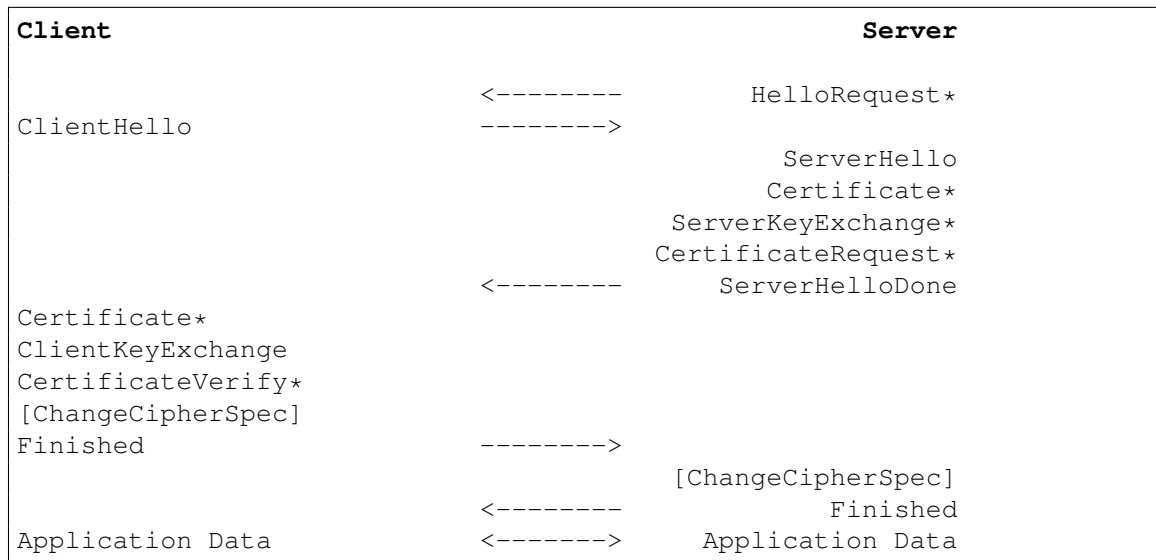 Client Server
<-------- HelloRequest*
ClientHello -------->
ServerHello
Certificate*
ServerKeyExchange*
CertificateRequest*
<-------- ServerHelloDone
Certificate*
ClientKeyExchange
CertificateVerify*
[ChangeCipherSpec]
Finished -------->
[ChangeCipherSpec]
<-------- Finished
Application Data <-------> Application Data